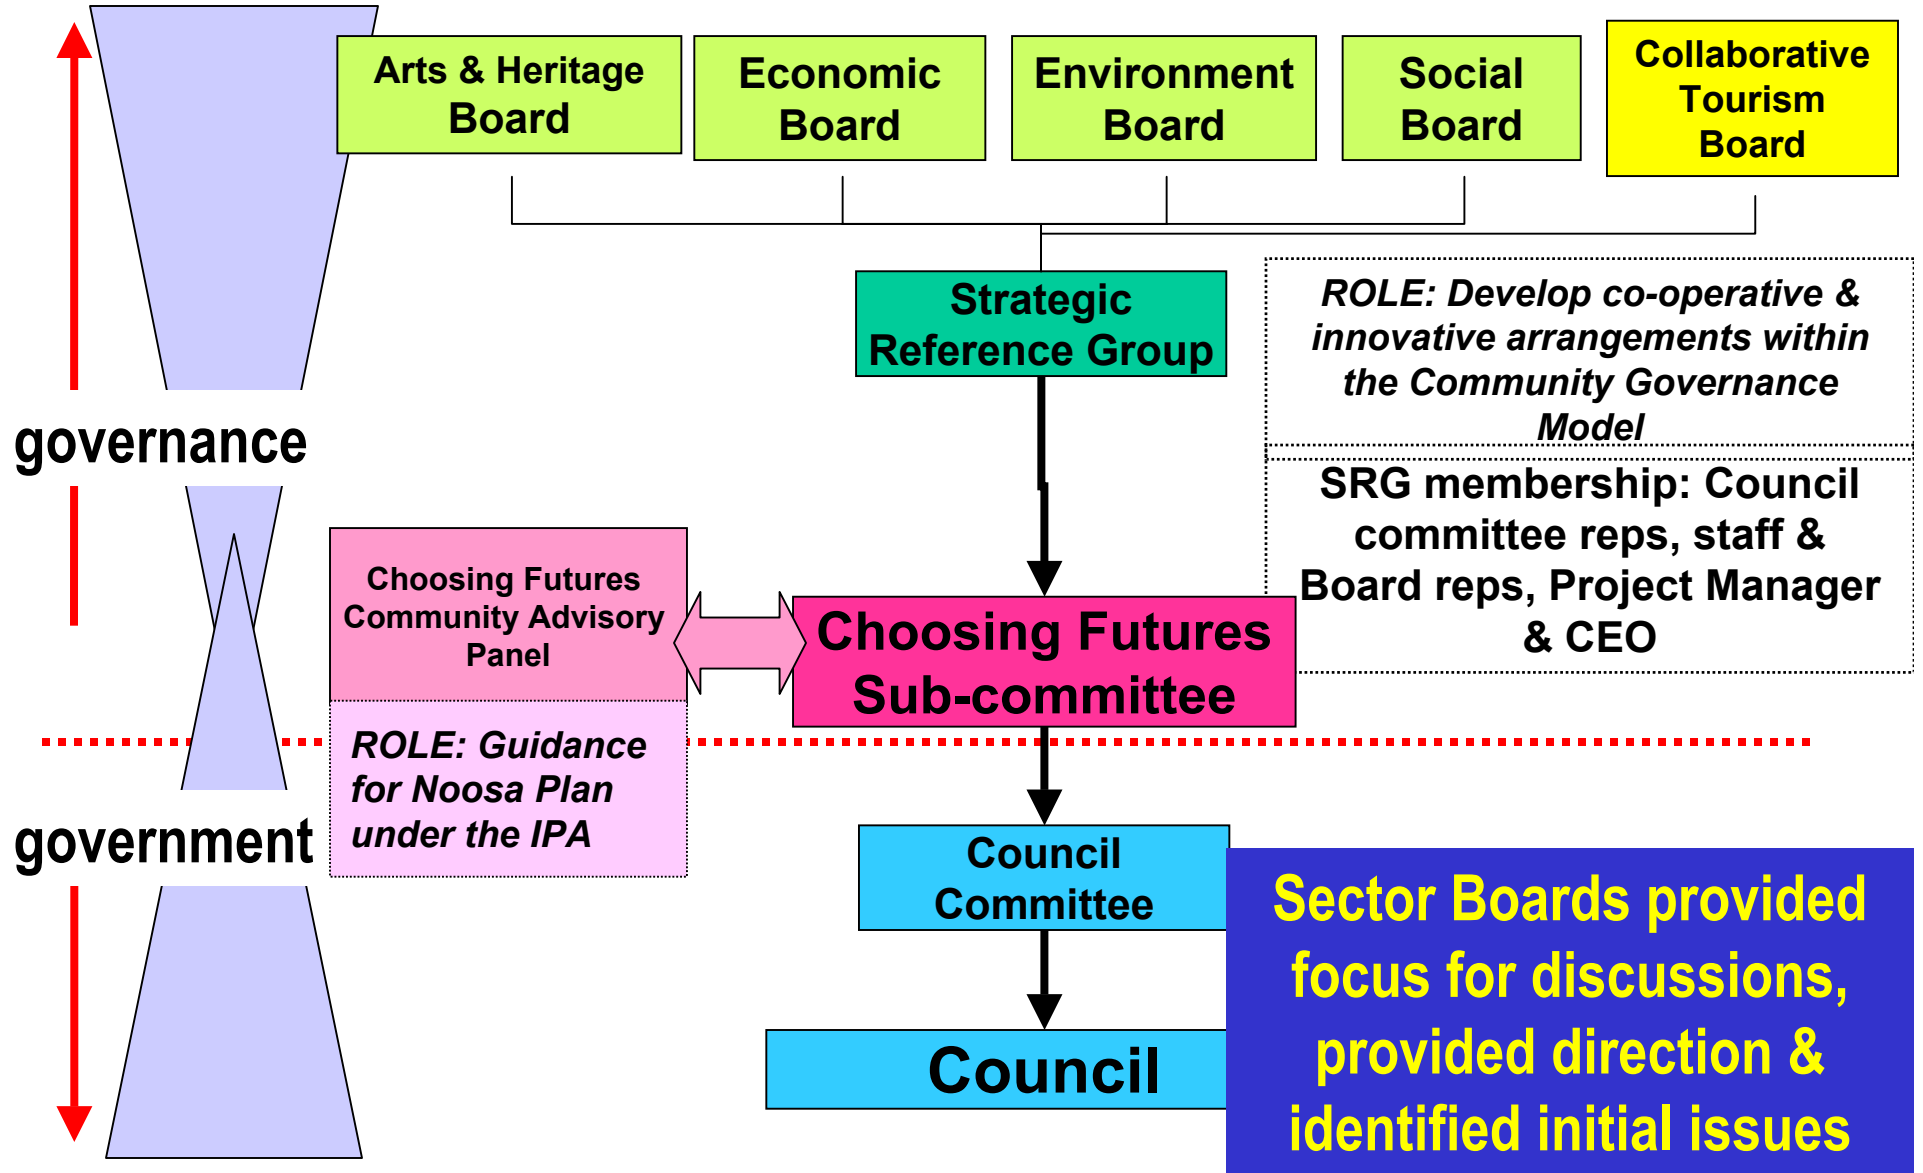 Arts & Heritage
Board
Economic
Board
Environment
Board
Social
Board
Collaborative
Tourism
Board
Strategic
Reference Group
ROLE: Develop co-operative &
innovative arrangements within
the Community Governance
Model
governance
SRG membership: Council
committee reps, staff &
Board reps, Project Manager
& CEO
Choosing Futures
Community Advisory
Panel
Choosing Futures
Sub-committee
ROLE: Guidance
for Noosa Plan
under the IPA
government
Council
Committee
Council
Sector Boards provided
focus for discussions,
provided direction &
identified initial issues